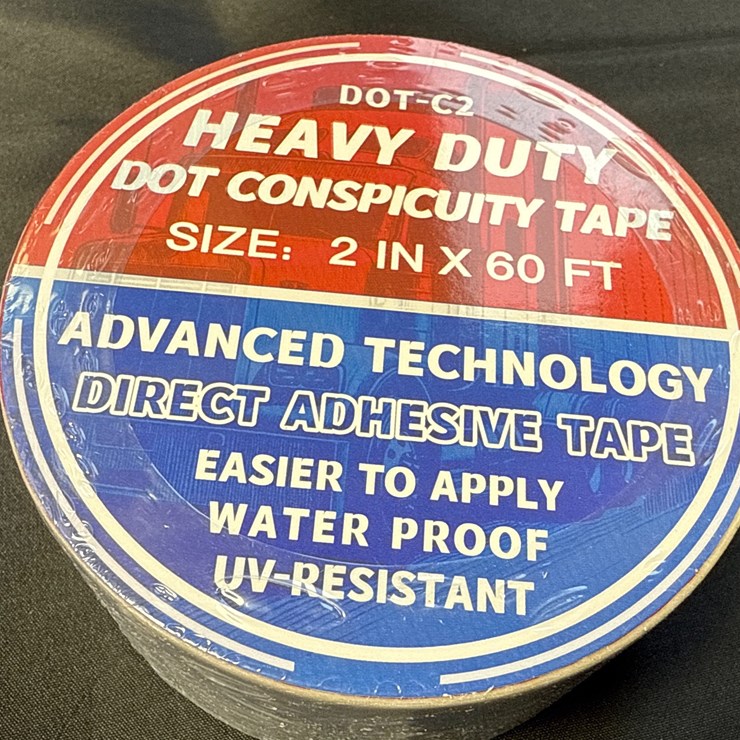 DOT-C2
HEAVY DUTY
DOT CONSPICUITY TAPE
SIZE: 2 IN X 60 FT
ADVANCED TECHNOLOGY
DIRECT ADHESIVE TAPE
EASIER TO APPLY
WATER PROOF
UV-RESISTANT